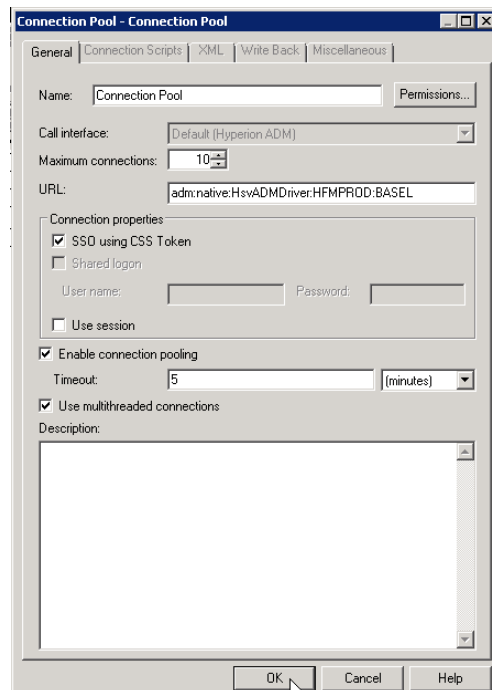 Connection Pool - Connection Pool
General Connection Scripts XML Write Back Miscellaneous
Name: Connection Pool Permissions...
Call interface: Default (Hyperion ADM)
Maximum connections: 10
URL: adm:native:HsvADMDriver:HFMPROD:BASEL
Connection properties
SSO using CSS Token
Shared logon
User name: Password:
Use session
Enable connection pooling
Timeout: 5 (minutes)
Use multithreaded connections
Description:
OK Cancel Help